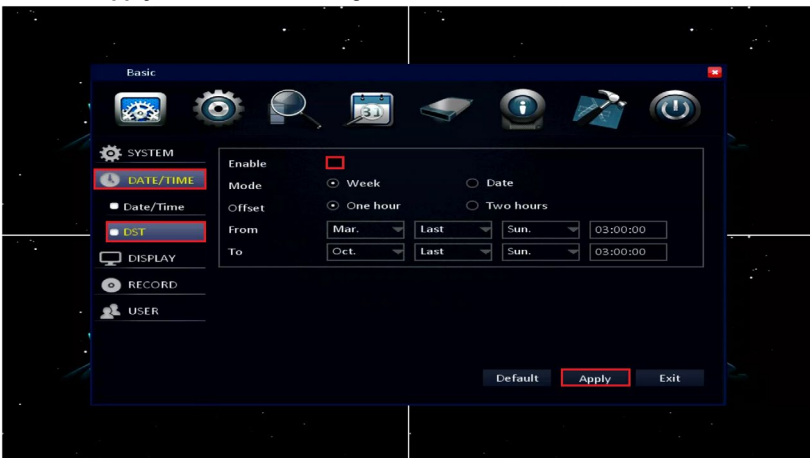 Basic
31
SYSTEM
DATE/TIME
Date/Time
DST
DISPLAY
RECORD
USER
Enable
Mode Week Date
Offset One hour Two hours
From Mar. Last Sun. 03:00:00
To Oct. Last Sun. 03:00:00
Default Apply Exit